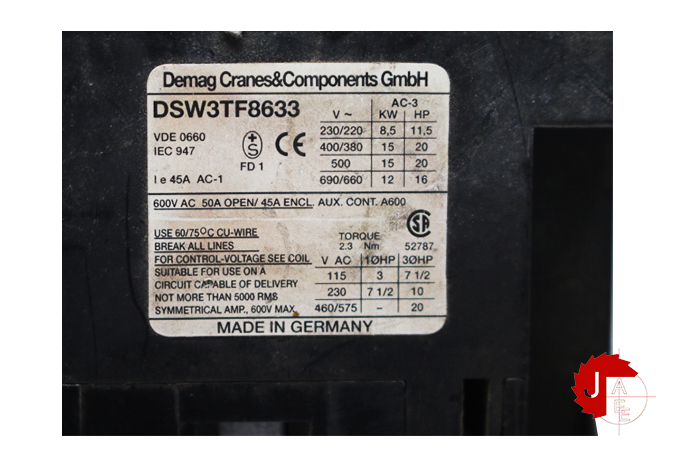 Demag Cranes&Components GmbH
DSW3TF8633
VDE 0660
IEC 947
S
CE
FD 1
I e 45A AC-1
AC-3
V ~ KW HP
230/220 8,5 11,5
400/380 15 20
500 15 20
690/660 12 16
600V AC 50A OPEN/ 45A ENCL. AUX. CONT. A600
USE 60/75°C CU-WIRE
BREAK ALL LINES
FOR CONTROL-VOLTAGE SEE COIL
SUITABLE FOR USE ON A
CIRCUIT CAPABLE OF DELIVERY
NOT MORE THAN 5000 RMS
SYMMETRICAL AMP., 600V MAX.
TORQUE:
2.3 Nm
SA
52787
V AC 1ØHP 3ØHP
115 3 7 1/2
230 7 1/2 10
460/575 – 20
MADE IN GERMANY
J